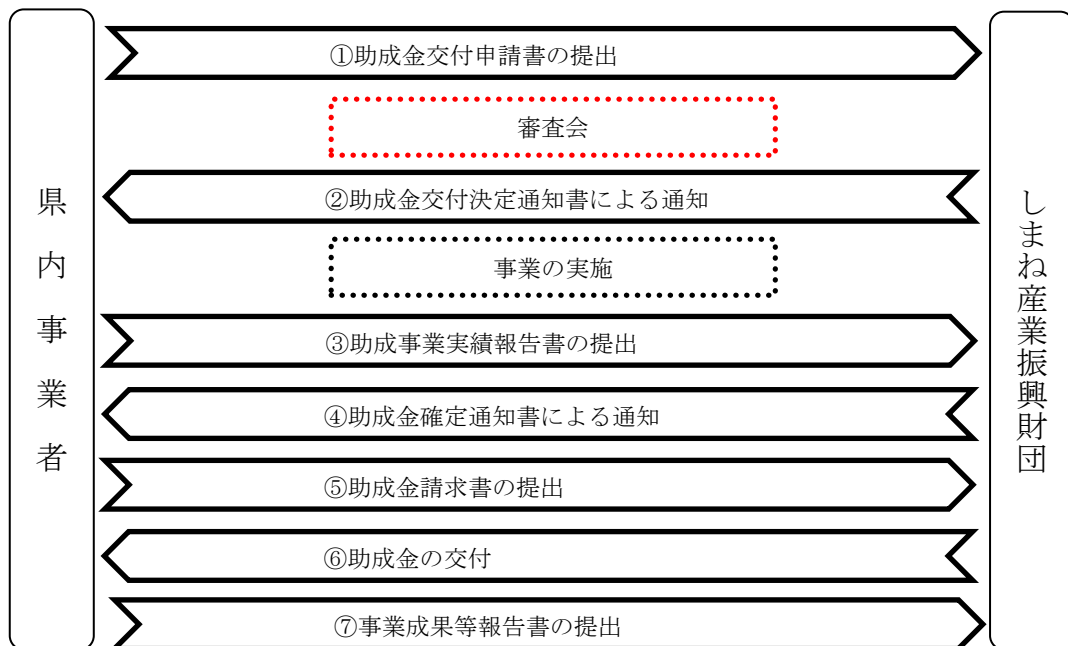 県内事業者
①助成金交付申請書の提出
審査会
②助成金交付決定通知書による通知
事業の実施
③助成事業実績報告書の提出
④助成金確定通知書による通知
⑤助成金請求書の提出
⑥助成金の交付
⑦事業成果等報告書の提出
しまね産業振興財団